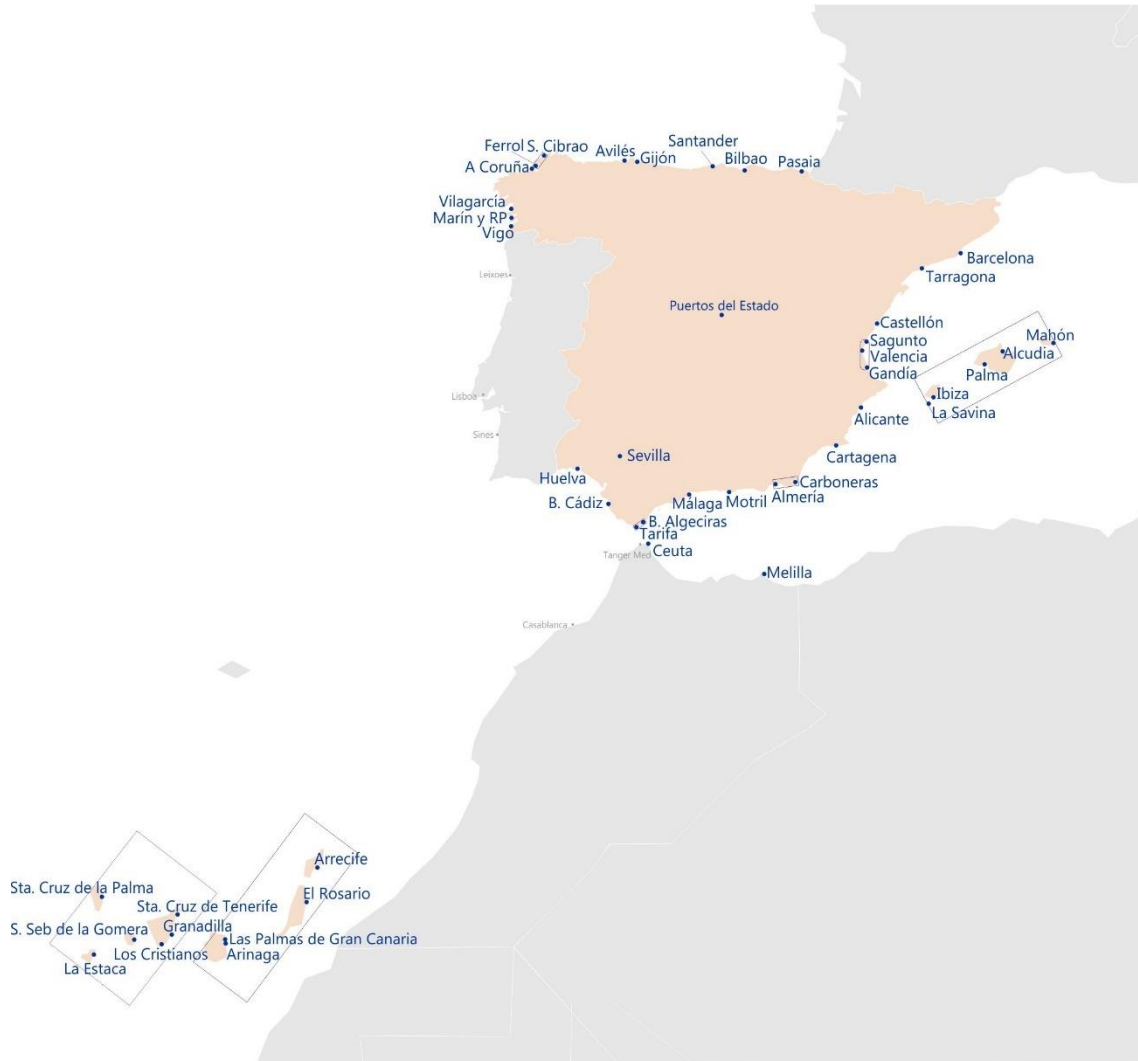 Santander
Ferrol S. Cibrao
Avilés
Gijón
Bilbao
Pasaia
A Coruña
Vilagarcía
Marín y RP
Vigo
Barcelona
Leixoes
Tarragona
Puertos del Estado
Castellón
Mahón
Sagunto
Alcudia
Valencia
Gandía
Palma
Ibiza
Lisboa
La Savina
Alicante
Sines
Sevilla
Cartagena
Huelva
Carboneras
Almería
B. Cádiz
Málaga
Motril
B. Algeciras
Tarifa
Ceuta
Tanger Med
Melilla
Casablanca
Arrecife
Sta. Cruz de la Palma
El Rosario
Sta. Cruz de Tenerife
Granadilla
S. Seb de la Gomera
Las Palmas de Gran Canaria
Los Cristianos
Arinaga
La Estaca